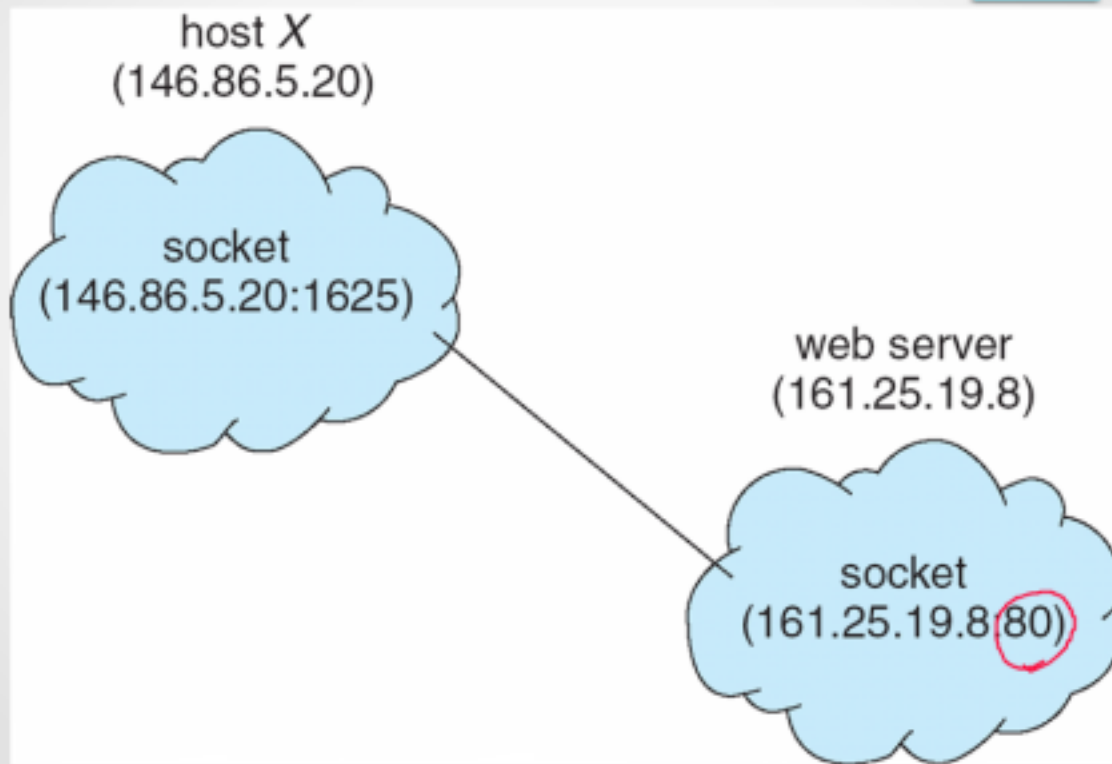 host X
(146.86.5.20)
socket
(146.86.5.20:1625)
web server
(161.25.19.8)
socket
(161.25.19.8:80)